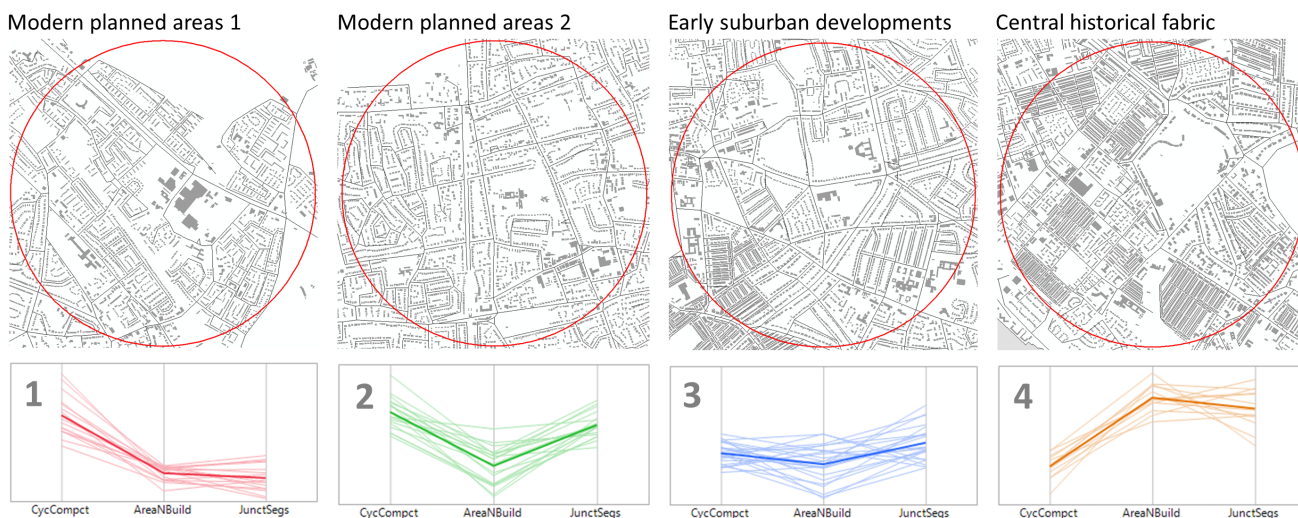 Modern planned areas 1
Modern planned areas 2
Early suburban developments
Central historical fabric
1
2
3
4
CycCompct AreaNBuild JunctSegs
CycCompct AreaNBuild JunctSegs
CycCompct AreaNBuild JunctSegs
CycCompct AreaNBuild JunctSegs